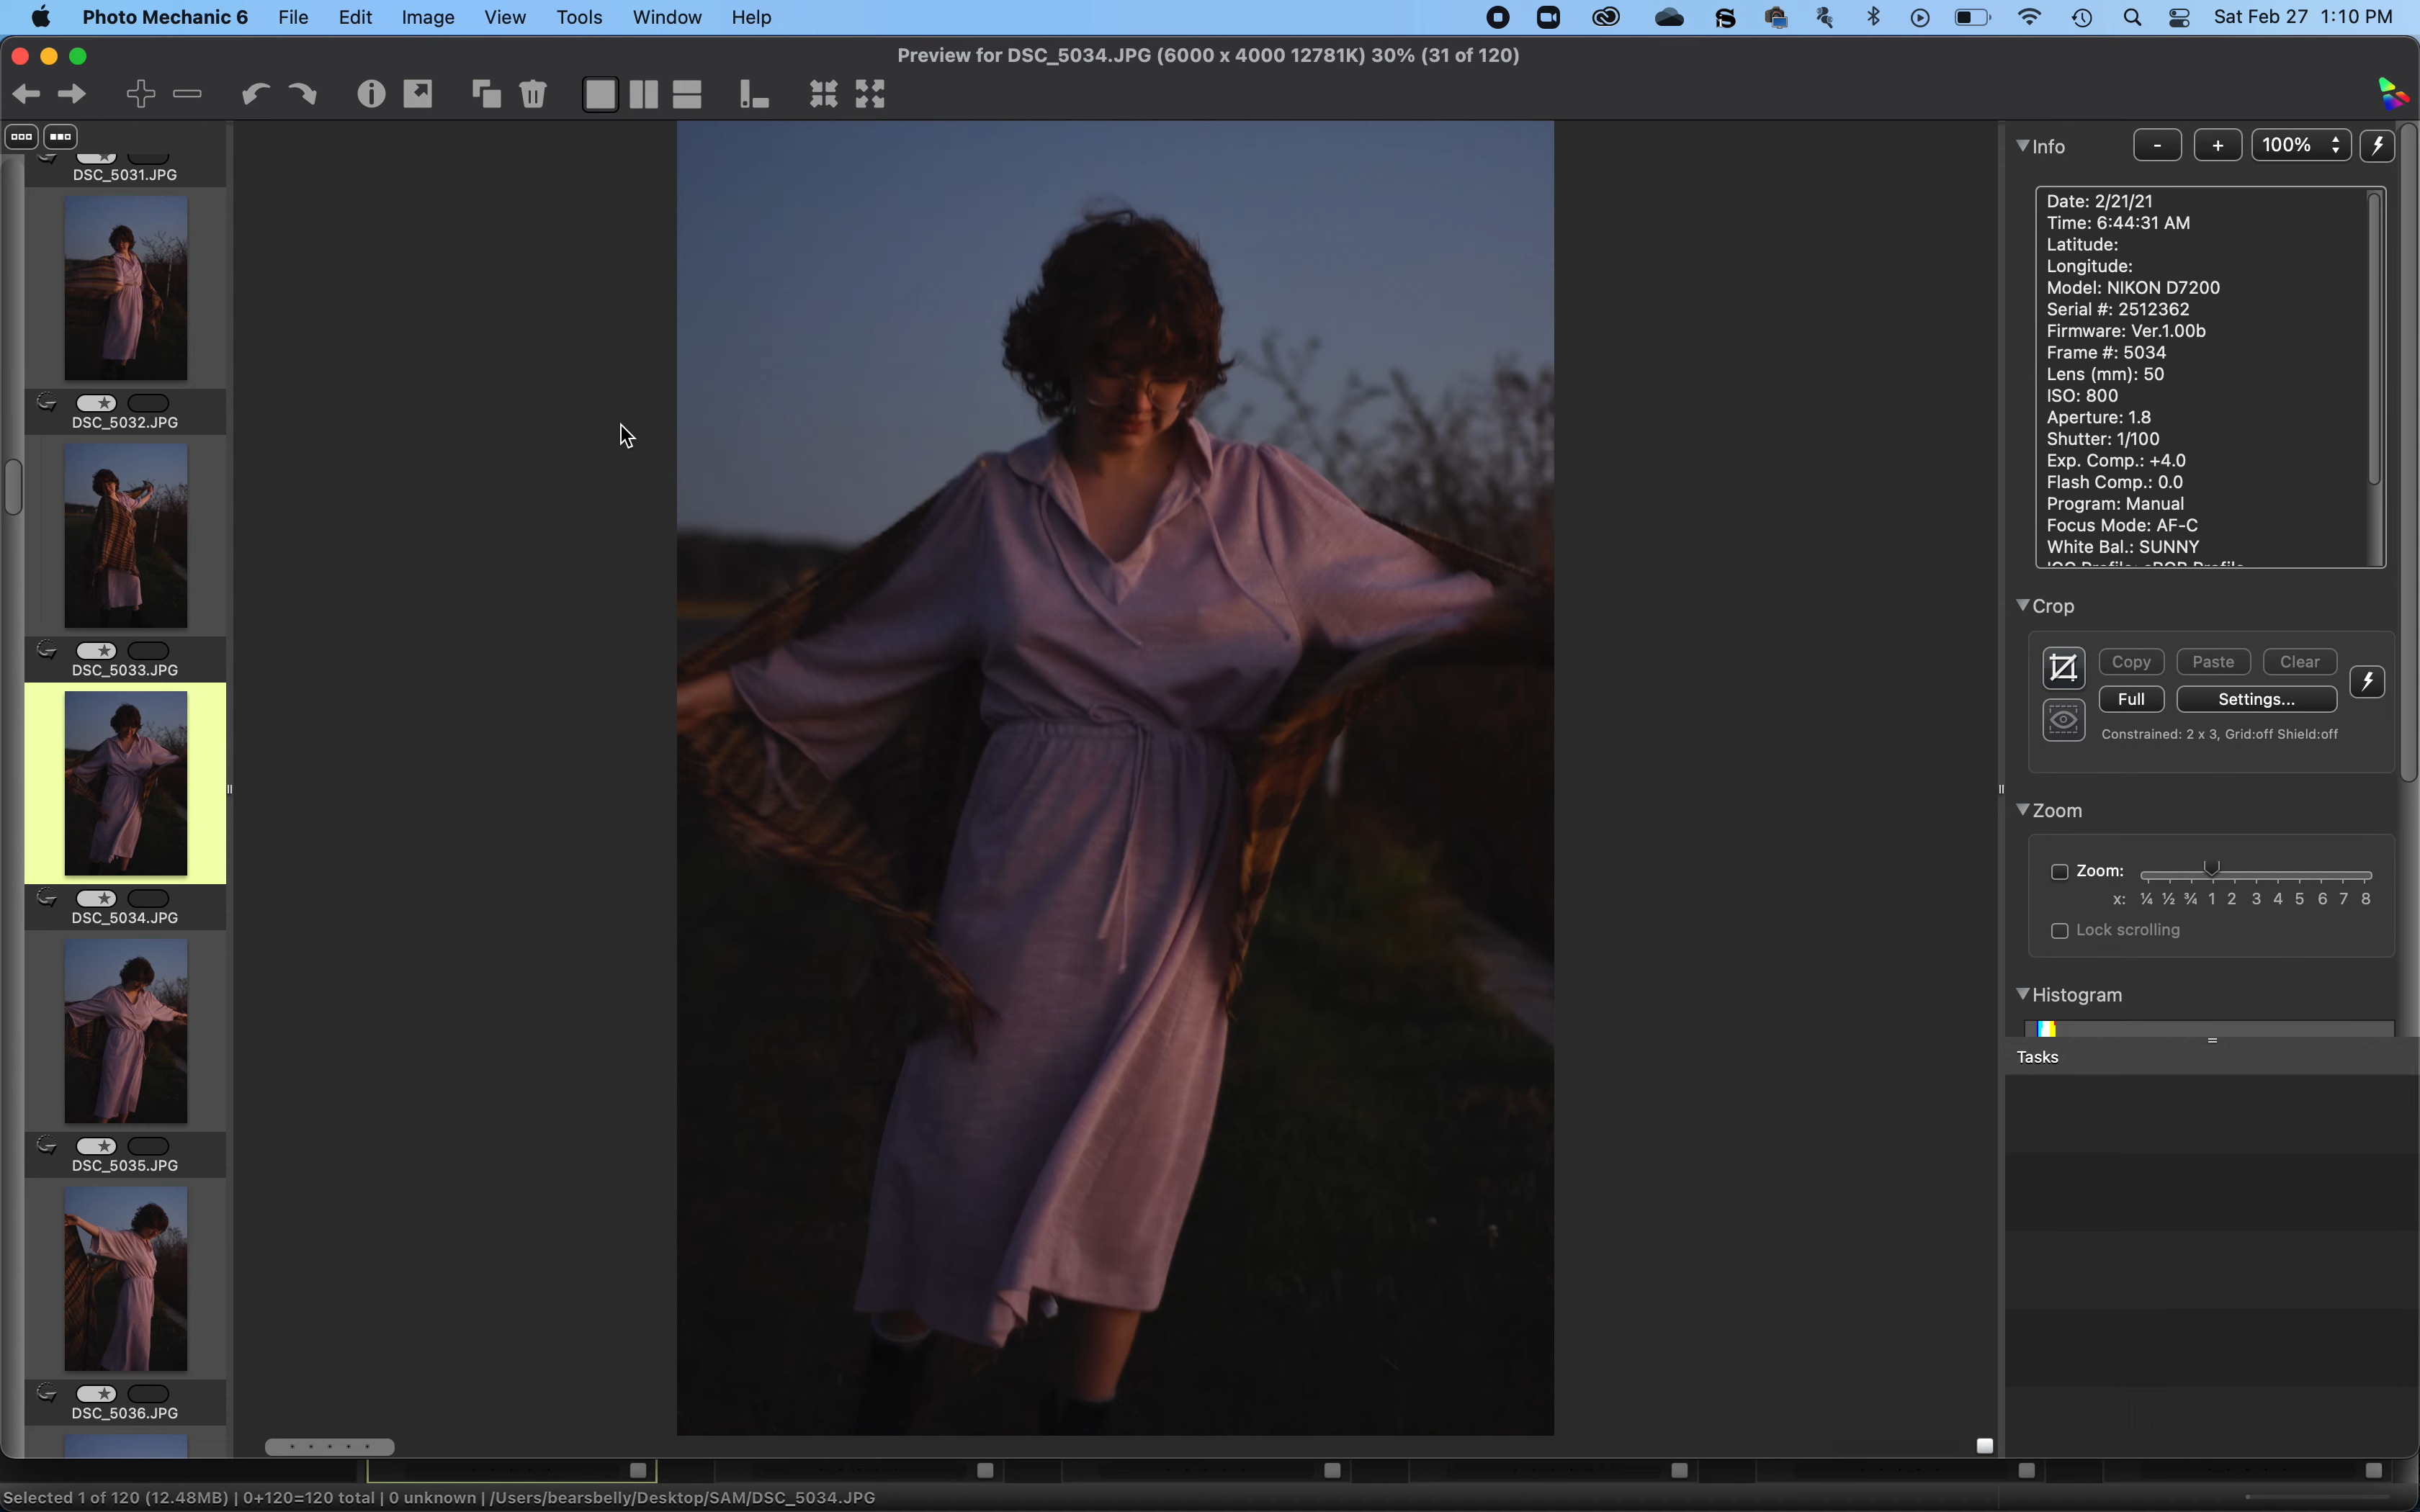 Photo Mechanic 6 File Edit Image View Tools Window Help Sat Feb 27 1:10 PM
Preview for DSC_5034.JPG (6000 x 4000 12781K) 30% (31 of 120)
DSC_5031.JPG
DSC_5032.JPG
DSC_5033.JPG
DSC_5034.JPG
DSC_5035.JPG
DSC_5036.JPG
Info - + 100%
Date: 2/21/21
Time: 6:44:31 AM
Latitude:
Longitude:
Model: NIKON D7200
Serial #: 2512362
Firmware: Ver.1.00b
Frame #: 5034
Lens (mm): 50
ISO: 800
Aperture: 1.8
Shutter: 1/100
Exp. Comp.: +4.0
Flash Comp.: 0.0
Program: Manual
Focus Mode: AF-C
White Bal.: SUNNY
Crop
Copy Paste Clear
Full Settings...
Constrained: 2 x 3, Grid:off Shield:off
Zoom
Zoom:
x: ¼ ½ ¾ 1 2 3 4 5 6 7 8
Lock scrolling
Histogram
Tasks
Selected 1 of 120 (12.48MB) | 0+120=120 total | 0 unknown | /Users/bearsbelly/Desktop/SAM/DSC_5034.JPG